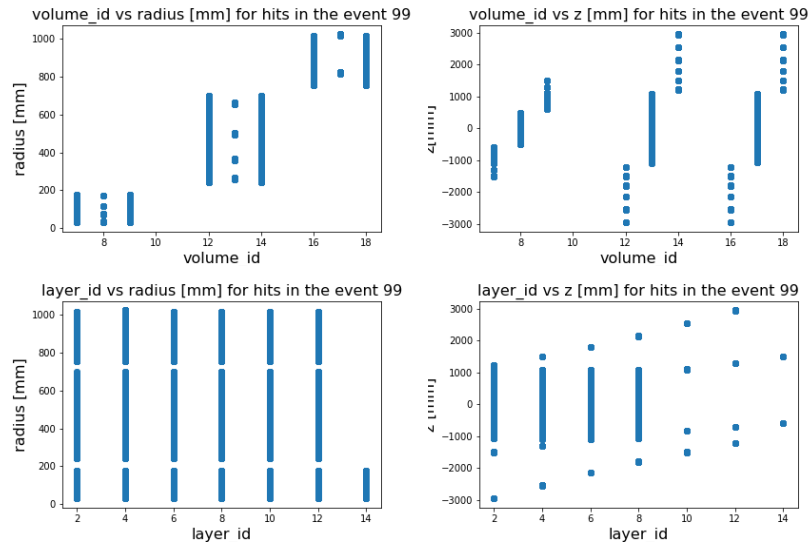 volume_id vs radius [mm] for hits in the event 99
radius [mm]
1000
800
600
400
200
0
8 10 12 14 16 18
volume_id
volume_id vs z [mm] for hits in the event 99
z[mm]
3000
2000
1000
0
−1000
−2000
−3000
8 10 12 14 16 18
volume_id
layer_id vs radius [mm] for hits in the event 99
radius [mm]
1000
800
600
400
200
0
2 4 6 8 10 12 14
layer_id
layer_id vs z [mm] for hits in the event 99
z [mm]
3000
2000
1000
0
−1000
−2000
−3000
2 4 6 8 10 12 14
layer_id